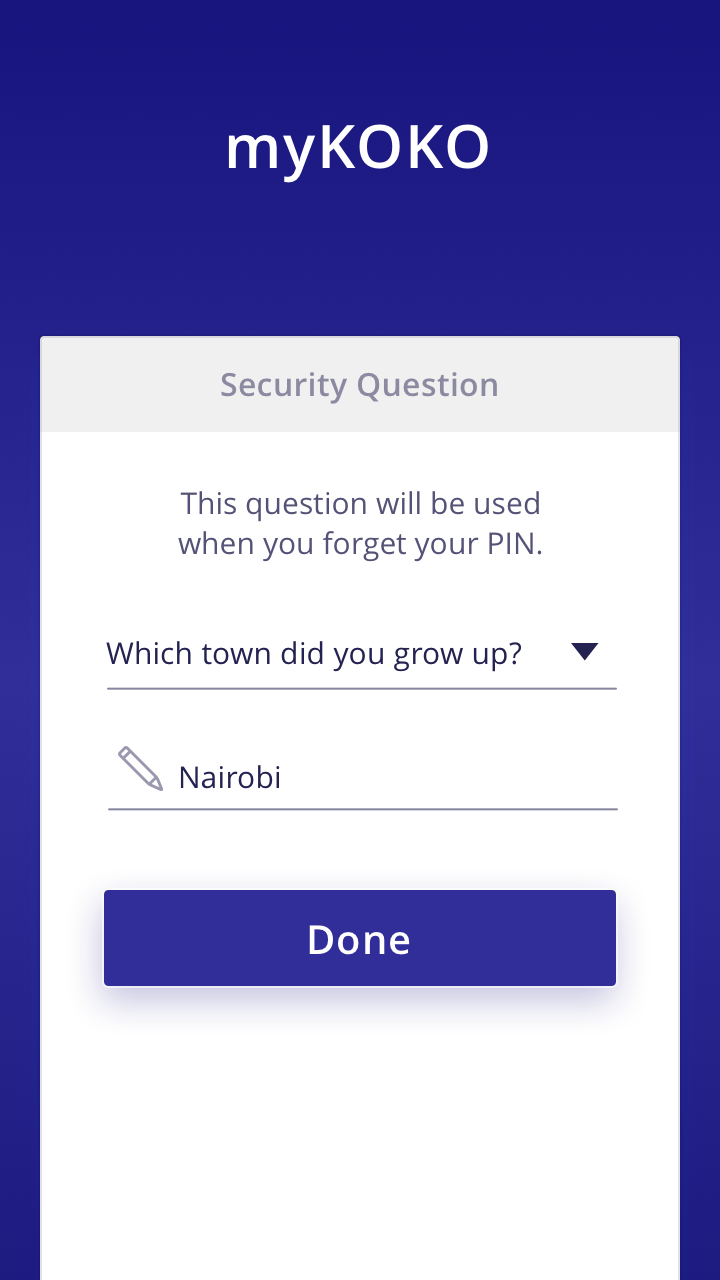 myKOKO
Security Question
This question will be used
when you forget your PIN.
Which town did you grow up?
Nairobi
Done